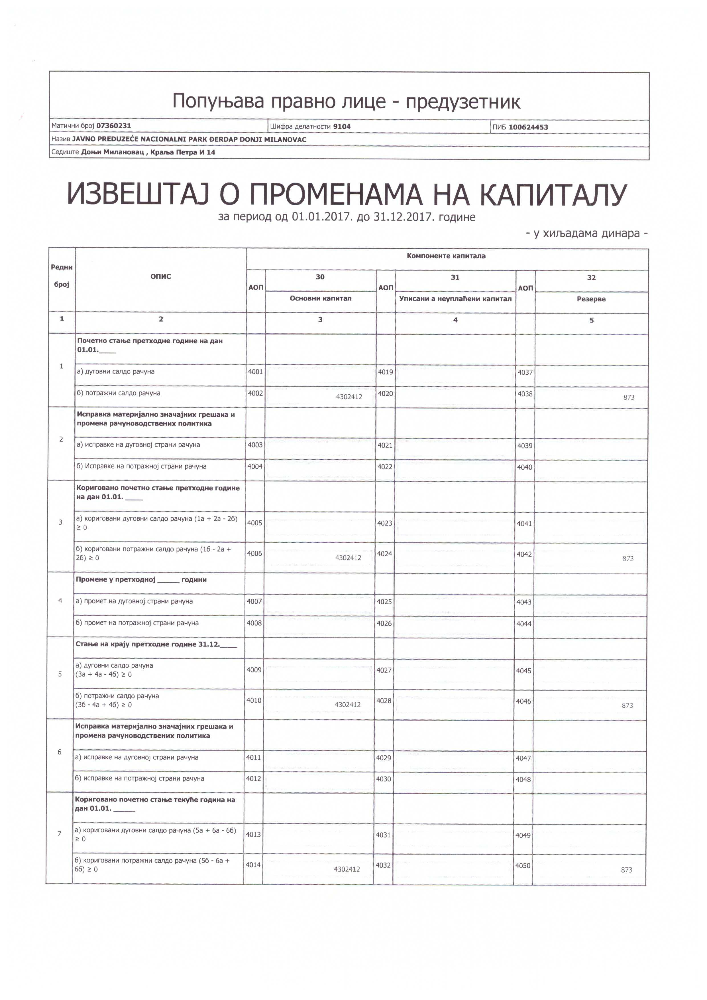 Попуњава правно лице - предузетник
Матични број 07360231 Шифра делатности 9104 ПИБ 100624453
Назив JAVNO PREDUZEĆE NACIONALNI PARK ĐERDAP DONJI MILANOVAC
Седиште Доњи Милановац , Краља Петра И 14
ИЗВЕШТАЈ О ПРОМЕНАМА НА КАПИТАЛУ
за период од 01.01.2017. до 31.12.2017. године
- у хиљадама динара -
Редни број ОПИС Компоненте капитала
АОП 30 АОП 31 АОП 32
Основни капитал Уписани а неуплаћени капитал Резерве
1 2 3 4 5
1 Почетно стање претходне године на дан
01.01.____
а) дуговни салдо рачуна 4001 4019 4037
б) потражни салдо рачуна 4002 4302412 4020 4038 873
2 Исправка материјално значајних грешака и
промена рачуноводствених политика
а) исправке на дуговној страни рачуна 4003 4021 4039
б) Исправке на потражној страни рачуна 4004 4022 4040
3 Кориговано почетно стање претходне године
на дан 01.01. ____
а) кориговани дуговни салдо рачуна (1а + 2а - 2б)
≥ 0 4005 4023 4041
б) кориговани потражни салдо рачуна (1б - 2а +
2б) ≥ 0 4006 4302412 4024 4042 873
4 Промене у претходној _____ години
а) промет на дуговној страни рачуна 4007 4025 4043
б) промет на потражној страни рачуна 4008 4026 4044
5 Стање на крају претходне године 31.12.____
а) дуговни салдо рачуна
(3а + 4а - 4б) ≥ 0 4009 4027 4045
б) потражни салдо рачуна
(3б - 4а + 4б) ≥ 0 4010 4302412 4028 4046 873
6 Исправка материјално значајних грешака и
промена рачуноводствених политика
а) исправке на дуговној страни рачуна 4011 4029 4047
б) исправке на потражној страни рачуна 4012 4030 4048
7 Кориговано почетно стање текуће година на
дан 01.01. _____
а) кориговани дуговни салдо рачуна (5а + 6а - 6б)
≥ 0 4013 4031 4049
б) кориговани потражни салдо рачуна (5б - 6а +
6б) ≥ 0 4014 4302412 4032 4050 873